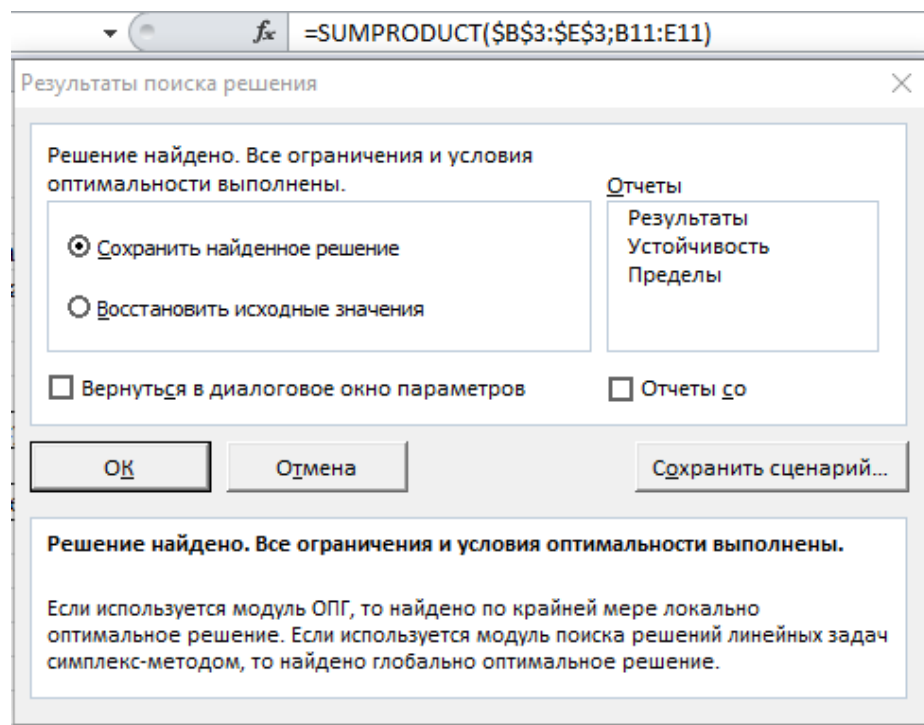 fx =SUMPRODUCT($B$3:$E$3;B11:E11)
Результаты поиска решения
Решение найдено. Все ограничения и условия
оптимальности выполнены.
Отчеты
Сохранить найденное решение
Восстановить исходные значения
Результаты
Устойчивость
Пределы
Вернуться в диалоговое окно параметров
Отчеты со
ОК
Отмена
Сохранить сценарий...
Решение найдено. Все ограничения и условия оптимальности выполнены.
Если используется модуль ОПГ, то найдено по крайней мере локально
оптимальное решение. Если используется модуль поиска решений линейных задач
симплекс-методом, то найдено глобально оптимальное решение.